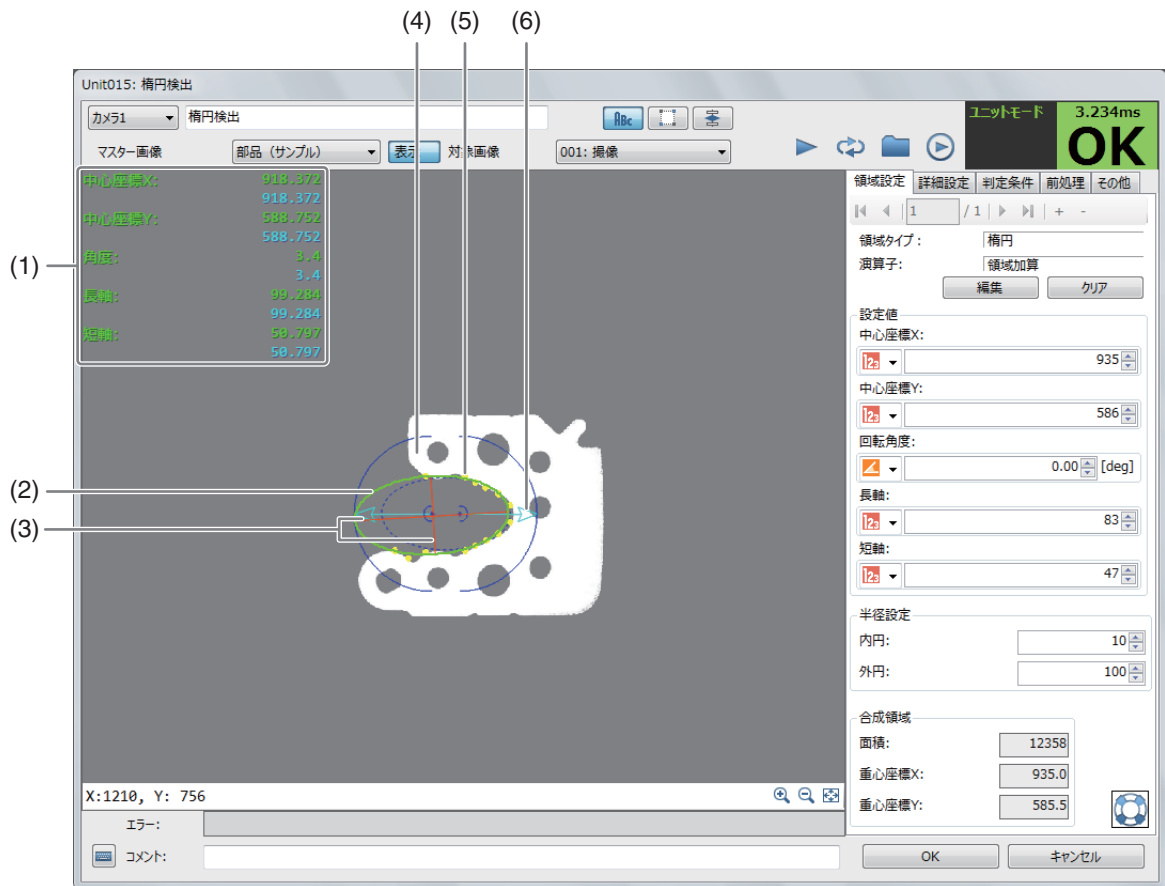 (4) (5) (6)
Unit015: 楕円検出
カメラ1 楕円検出 ABC ユニットモード 3.234ms
OK
マスター画像 部品（サンプル） 表示 対象画像 001: 撮像
(1)
中心座標X: 918.372
918.372
中心座標Y: 588.752
588.752
角度: 3.4
3.4
長軸: 99.284
99.284
短軸: 50.797
50.797
(2)
(3)
領域設定 詳細設定 判定条件 前処理 その他
1 / 1 + -
領域タイプ： 楕円
演算子: 領域加算
編集 クリア
設定値
中心座標X:
123 935
中心座標Y:
123 586
回転角度:
0.00 [deg]
長軸:
123 83
短軸:
123 47
半径設定
内円: 10
外円: 100
合成領域
面積: 12358
重心座標X: 935.0
重心座標Y: 585.5
X:1210, Y: 756
エラー:
コメント:
OK キャンセル